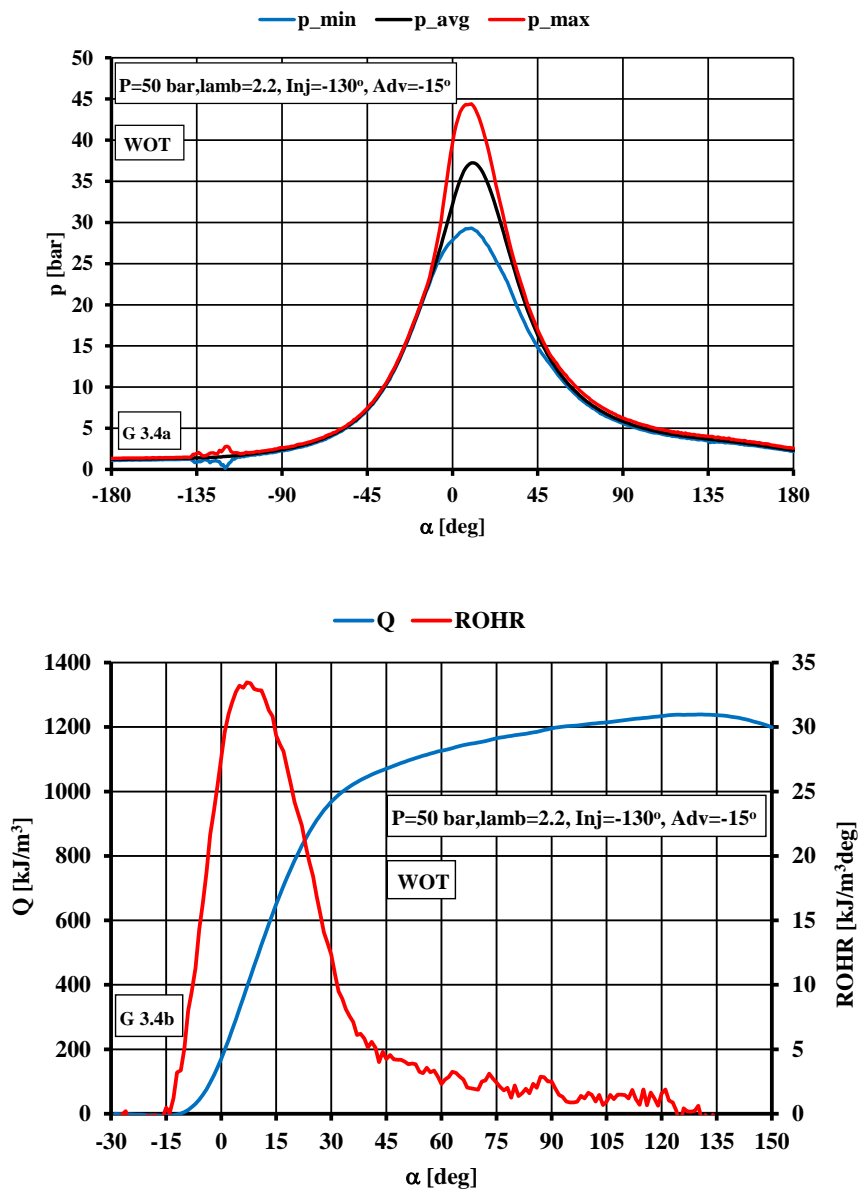 p_min p_avg p_max
50
45
40
35
30
25
20
15
10
5
0
P=50 bar,lamb=2.2, Inj=-130º, Adv=-15º
WOT
G 3.4a
p [bar]
-180 -135 -90 -45 0 45 90 135 180
α [deg]
Q ROHR
1400
1200
1000
800
600
400
200
0
35
30
25
20
15
10
5
0
P=50 bar,lamb=2.2, Inj=-130º, Adv=-15º
WOT
G 3.4b
Q [kJ/m³]
ROHR [kJ/m³deg]
-30 -15 0 15 30 45 60 75 90 105 120 135 150
α [deg]